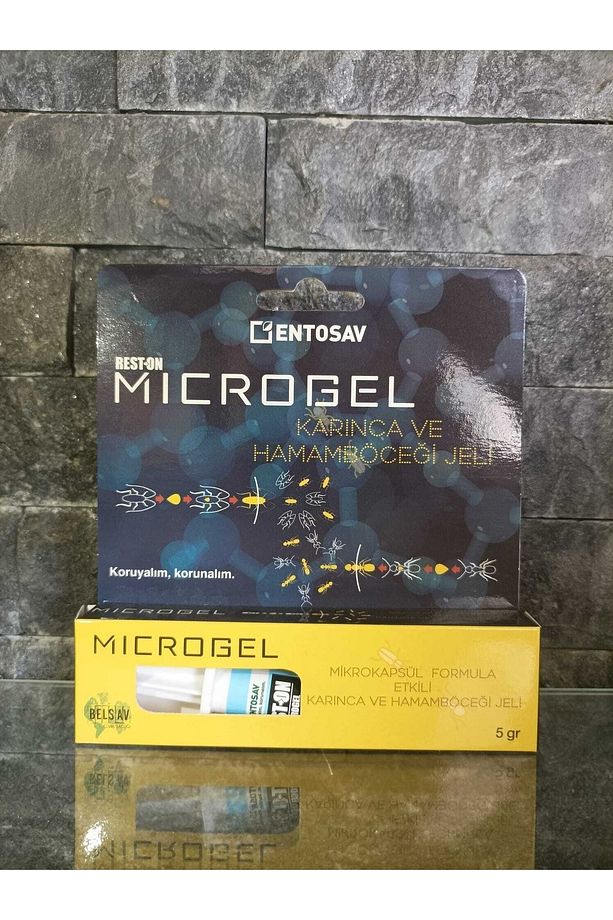 ENTOSAV
REST-ON
MICROGEL
KARINCA VE
HAMAMBÖCEĞİ JELİ
Koruyalım, korunalım.
MICROGEL
MİKROKAPSÜL FORMULA
ETKİLİ
KARINCA VE HAMAMBÖCEĞİ JELİ
BELSAV
ENTOSAV
5 gr